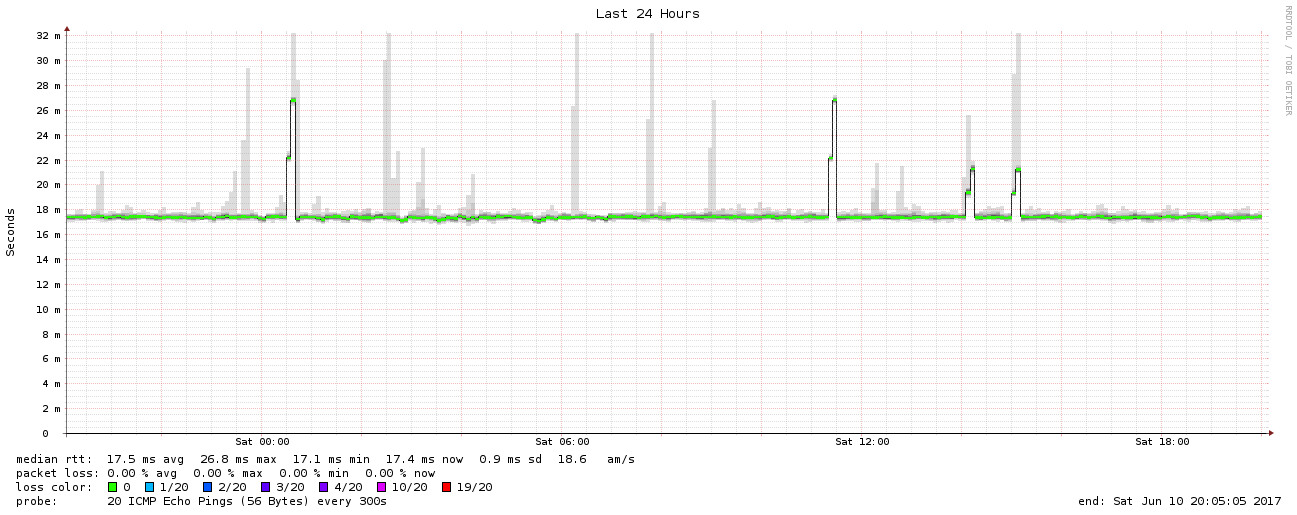 Last 24 Hours
RRDTOOL / TOBI OETIKER
Seconds
32 m
30 m
28 m
26 m
24 m
22 m
20 m
18 m
16 m
14 m
12 m
10 m
8 m
6 m
4 m
2 m
0
Sat 00:00 Sat 06:00 Sat 12:00 Sat 18:00
median rtt: 17.5 ms avg 26.8 ms max 17.1 ms min 17.4 ms now 0.9 ms sd 18.6 am/s
packet loss: 0.00 % avg 0.00 % max 0.00 % min 0.00 % now
loss color: 0 1/20 2/20 3/20 4/20 10/20 19/20
probe: 20 ICMP Echo Pings (56 Bytes) every 300s end: Sat Jun 10 20:05:05 2017